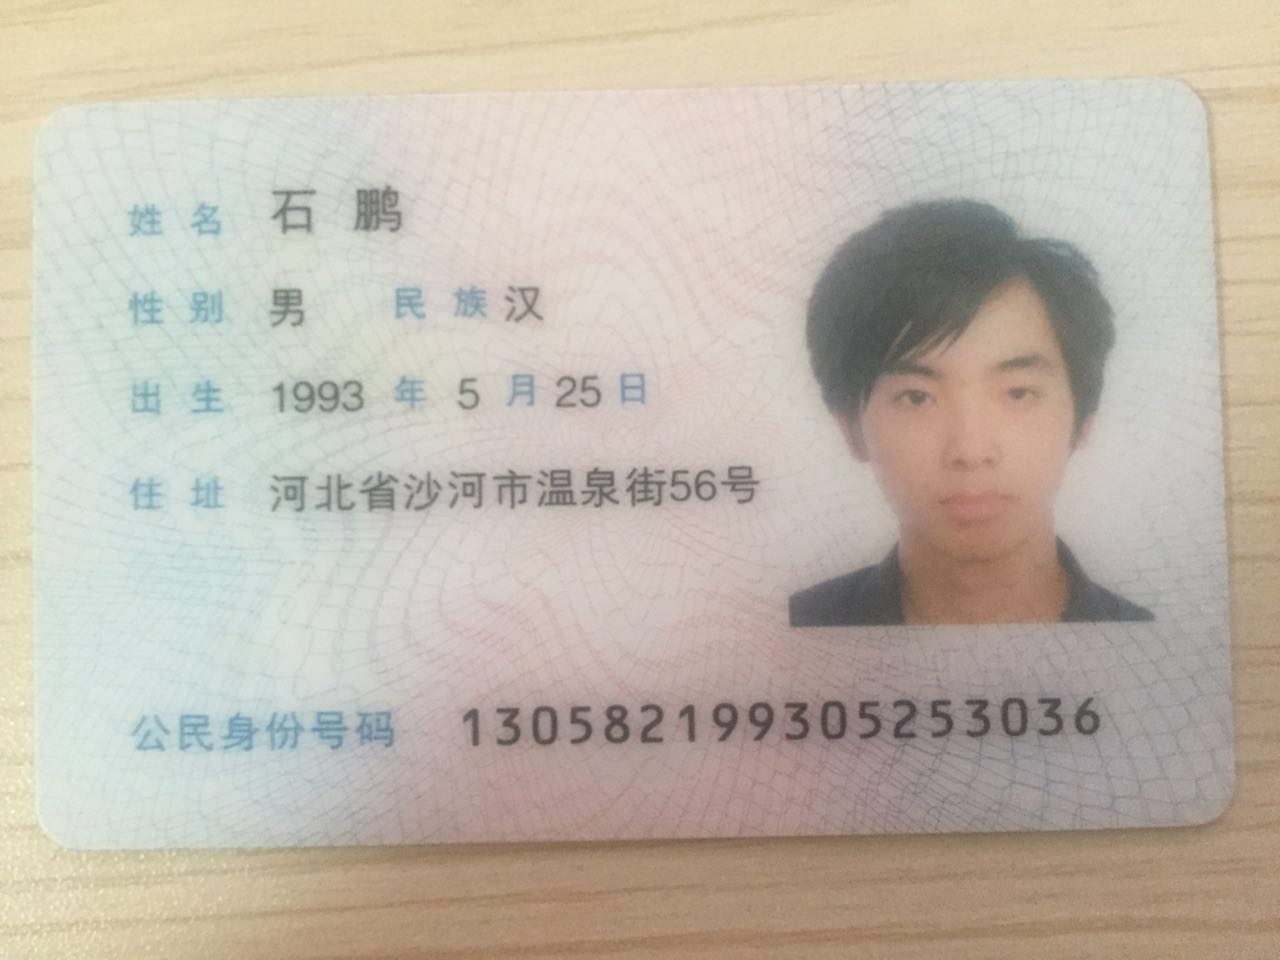 姓名 石鹏
性别 男 民族 汉
出生 1993 年 5 月 25 日
住址 河北省沙河市温泉街56号
公民身份号码 130582199305253036